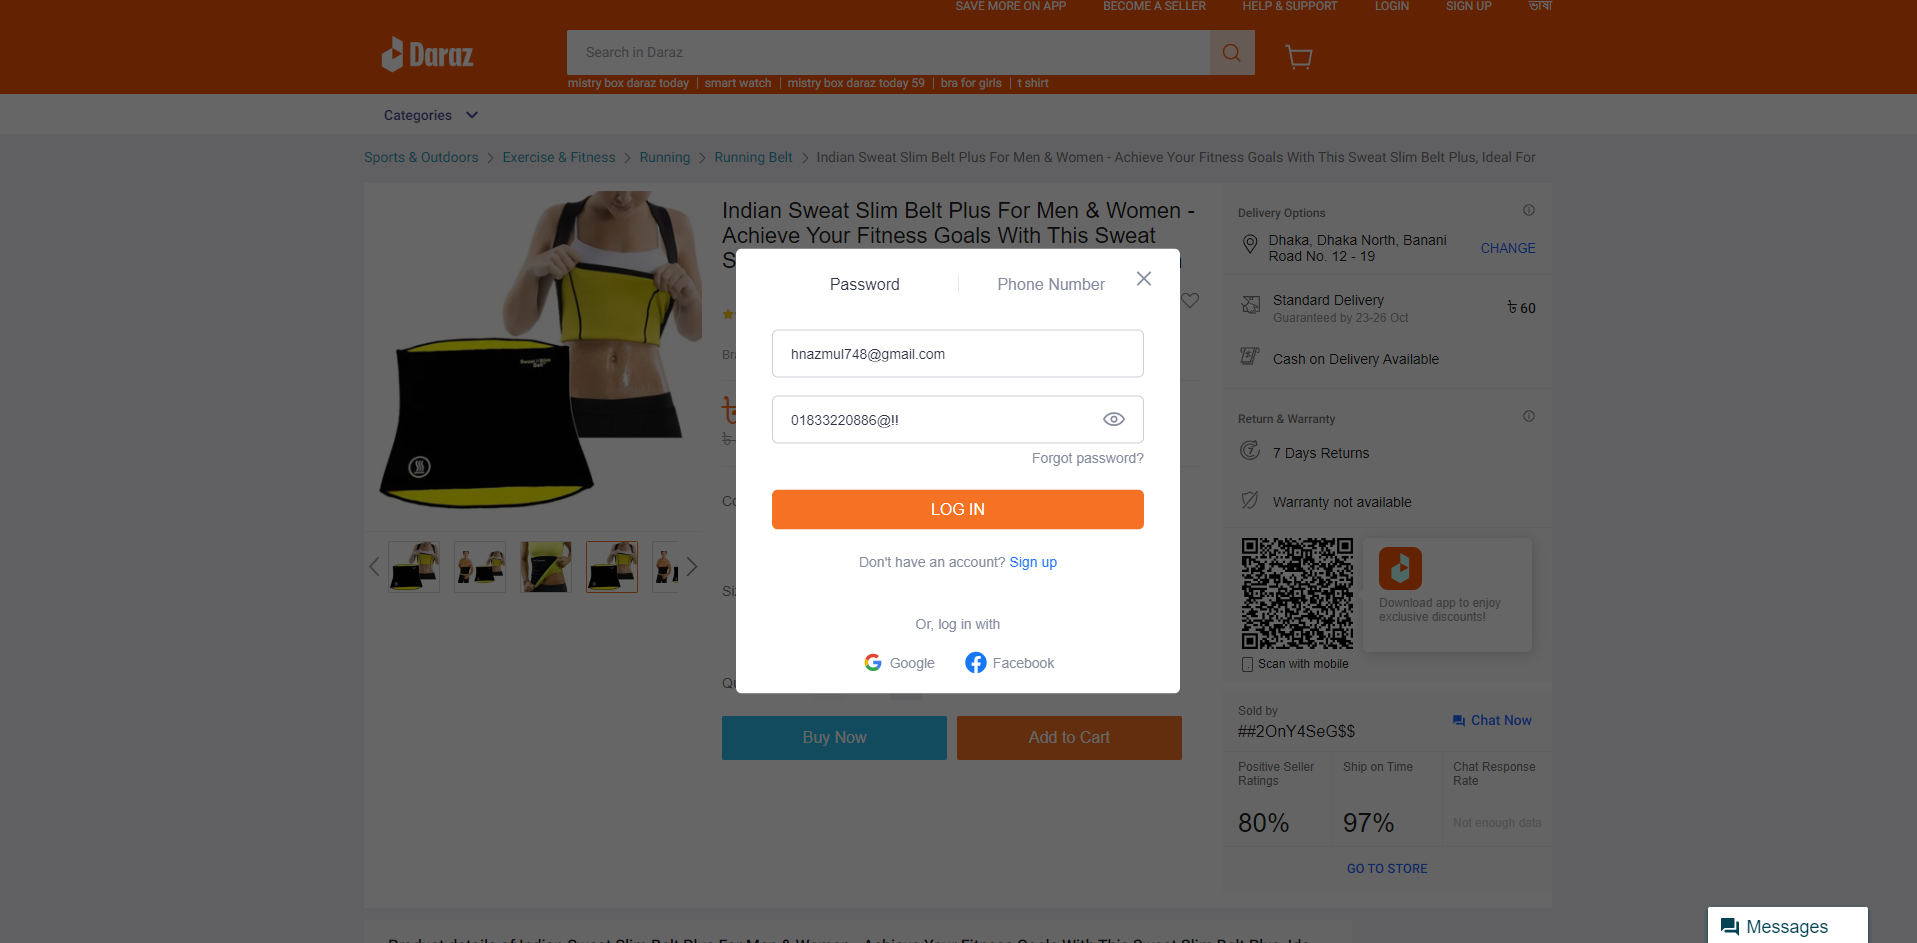 SAVE MORE ON APP
BECOME A SELLER
HELP & SUPPORT
LOGIN
SIGN UP
ভাষা
Daraz
Search in Daraz
mistry box daraz today
smart watch
mistry box daraz today 59
bra for girls
t shirt
Categories
Sports & Outdoors
Exercise & Fitness
Running
Running Belt
Indian Sweat Slim Belt Plus For Men & Women - Achieve Your Fitness Goals With This Sweat Slim Belt Plus, Ideal For
Indian Sweat Slim Belt Plus For Men & Women -
Achieve Your Fitness Goals With This Sweat
Password
Phone Number
hnazmul748@gmail.com
01833220886@!!
Forgot password?
LOG IN
Don't have an account? Sign up
Or, log in with
Google
Facebook
Buy Now
Add to Cart
Delivery Options
Dhaka, Dhaka North, Banani
Road No. 12 - 19
CHANGE
Standard Delivery
৳ 60
Guaranteed by 23-26 Oct
Cash on Delivery Available
Return & Warranty
7 Days Returns
Warranty not available
Download app to enjoy
exclusive discounts!
Scan with mobile
Sold by
##2OnY4SeG$$
Chat Now
Positive Seller
Ratings
80%
Ship on Time
97%
Chat Response
Rate
Not enough data
GO TO STORE
Messages